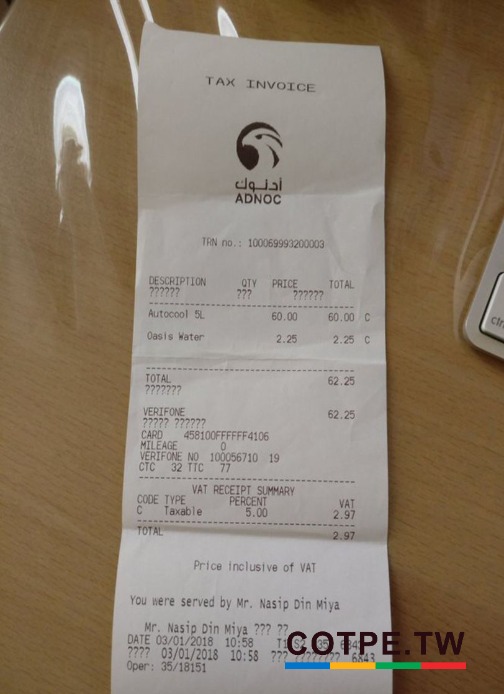 TAX INVOICE
أدنوك
ADNOC
TRN no.: 100069993200003
DESCRIPTION QTY PRICE TOTAL
?????? ??? ??????
Autocool 5L 60.00 60.00 C
Oasis Water 2.25 2.25 C
TOTAL 62.25
???????
VERIFONE 62.25
????? ??????
CARD 458100FFFFFF4106
MILEAGE 0
VERIFONE NO 100056710 19
CTC 32 TTC 77
VAT RECEIPT SUMMARY
CODE TYPE PERCENT VAT
C Taxable 5.00 2.97
TOTAL 2.97
Price inclusive of VAT
You were served by Mr. Nasip Din Miya
Mr. Nasip Din Miya ??? ??
DATE 03/01/2018 10:58
???? 03/01/2018 10:58 ??? 6843
Oper: 35/18151
COTPE.TW